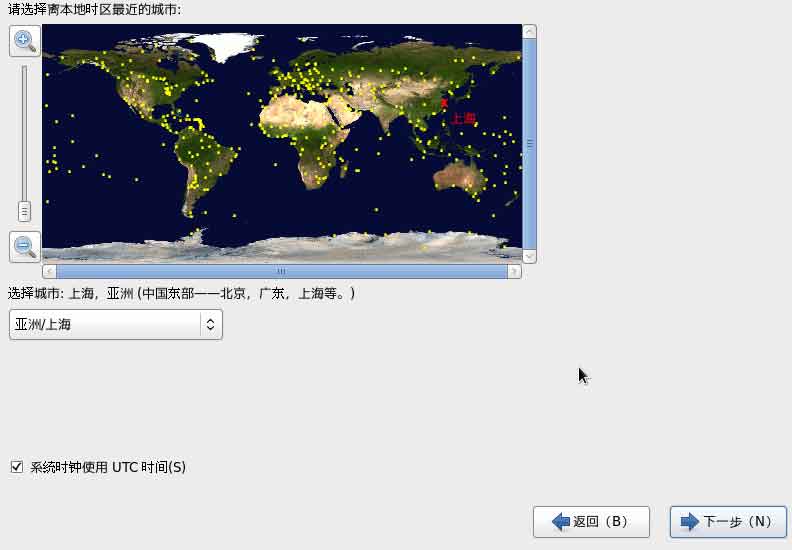 请选择离本地时区最近的城市:
上海
选择城市: 上海，亚洲 (中国东部——北京，广东，上海等。)
亚洲/上海
系统时钟使用 UTC 时间(S)
返回（B）
下一步（N）